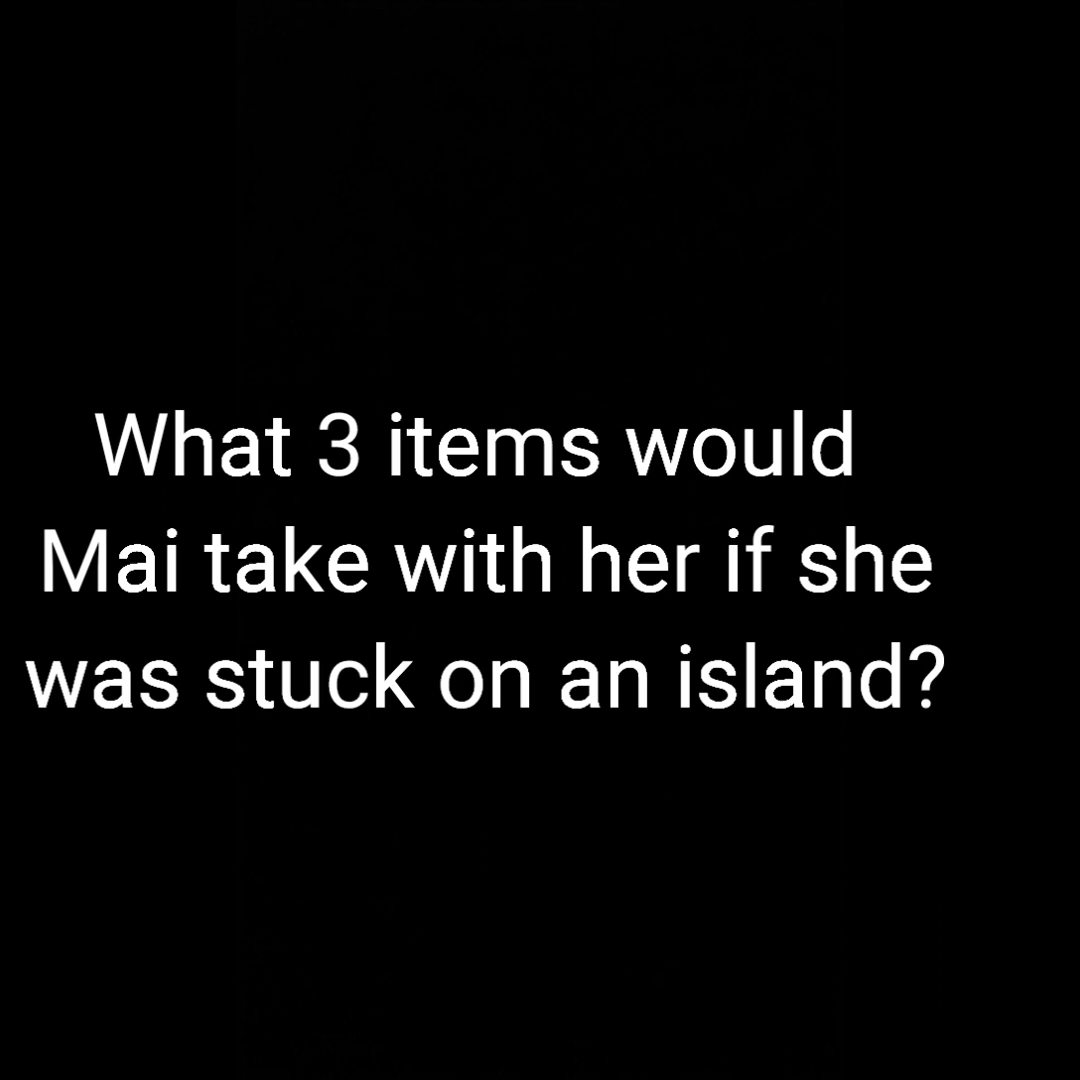 What 3 items would
Mai take with her if she
was stuck on an island?